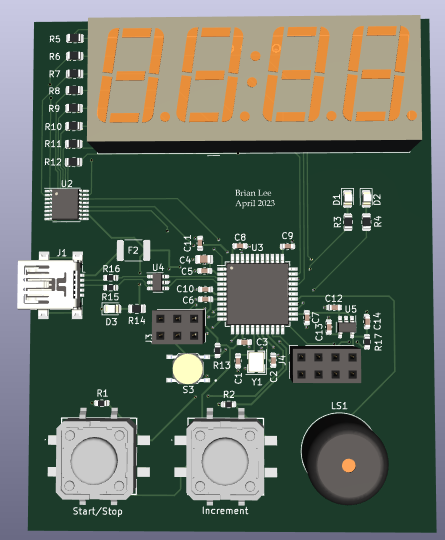 R5
R6
R7
R8
R9
R10
R11
R12
U2
Brian Lee
April 2023
D1
D2
R3
R4
C11
C8
U3
C9
J1
F2
C4
C5
U4
R16
R15
C10
C6
D3
R14
C12
U5
C7
C13
C14
R17
J3
C3
R13
C1
Y1
C2
J4
S3
R1
R2
LS1
Start/Stop
Increment